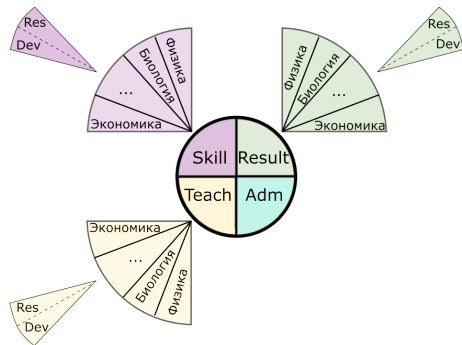 Res
Dev
Физика
Биология
...
Экономика
Физика
Биология
...
Экономика
Res
Dev
Skill
Result
Teach
Adm
Экономика
...
Биология
Физика
Res
Dev